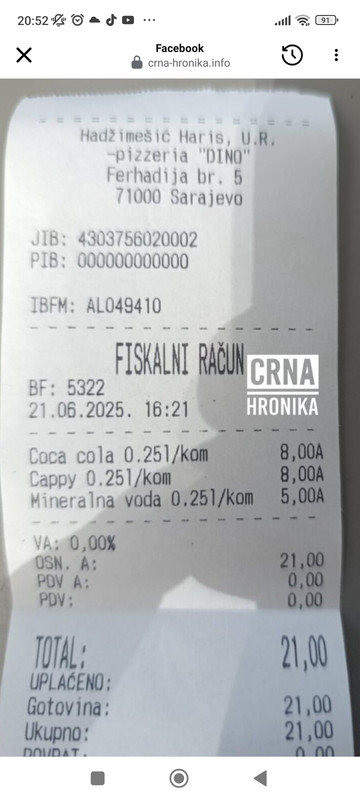 20:52
91
Facebook
crna-hronika.info
Hadžimešić Haris, U.R.
-pizzeria "DINO"
Ferhadija br. 5
71000 Sarajevo
JIB: 4303756020002
PIB: 000000000000
IBFM: AL049410
FISKALNI RAČUN
CRNA
HRONIKA
BF: 5322
21.06.2025. 16:21
Coca cola 0.25l/kom 8,00A
Cappy 0.25l/kom 8,00A
Mineralna voda 0.25l/kom 5,00A
VA: 0,00%
OSN. A: 21,00
PDV A: 0,00
PDV: 0,00
TOTAL: 21,00
UPLAĆENO:
Gotovina: 21,00
Ukupno: 21,00
POVRAT: 0,00